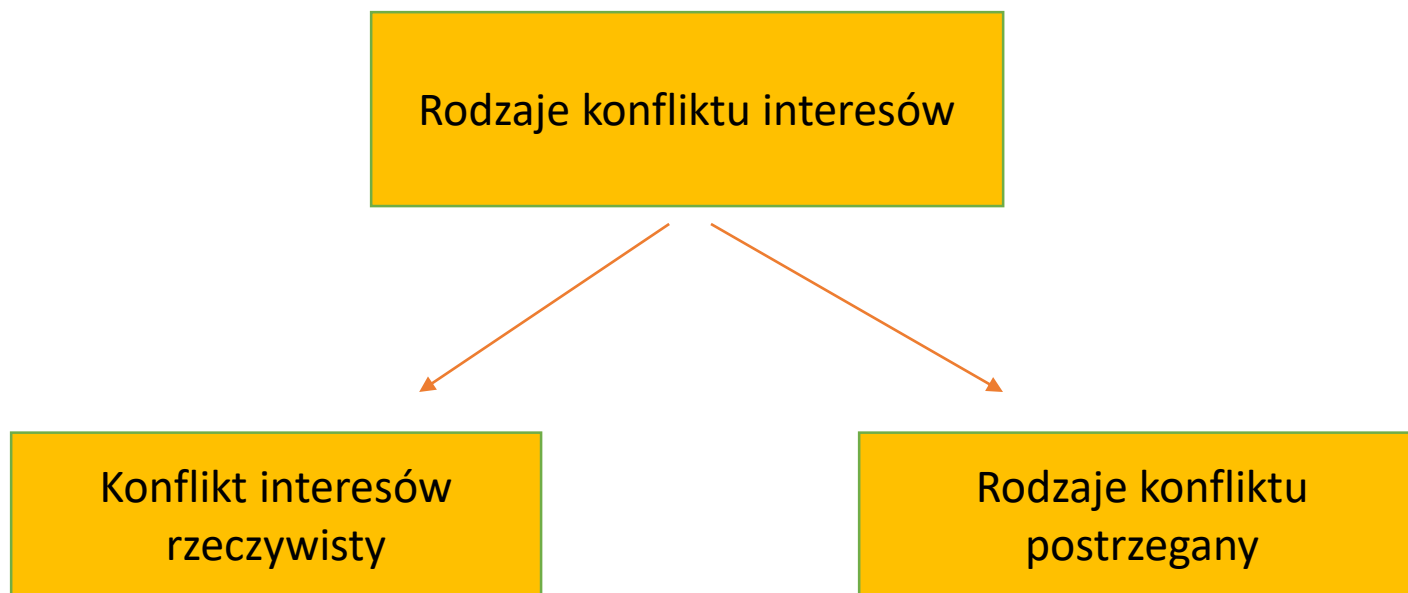 Rodzaje konfliktu interesów
Konflikt interesów
rzeczywisty
Rodzaje konfliktu
postrzegany